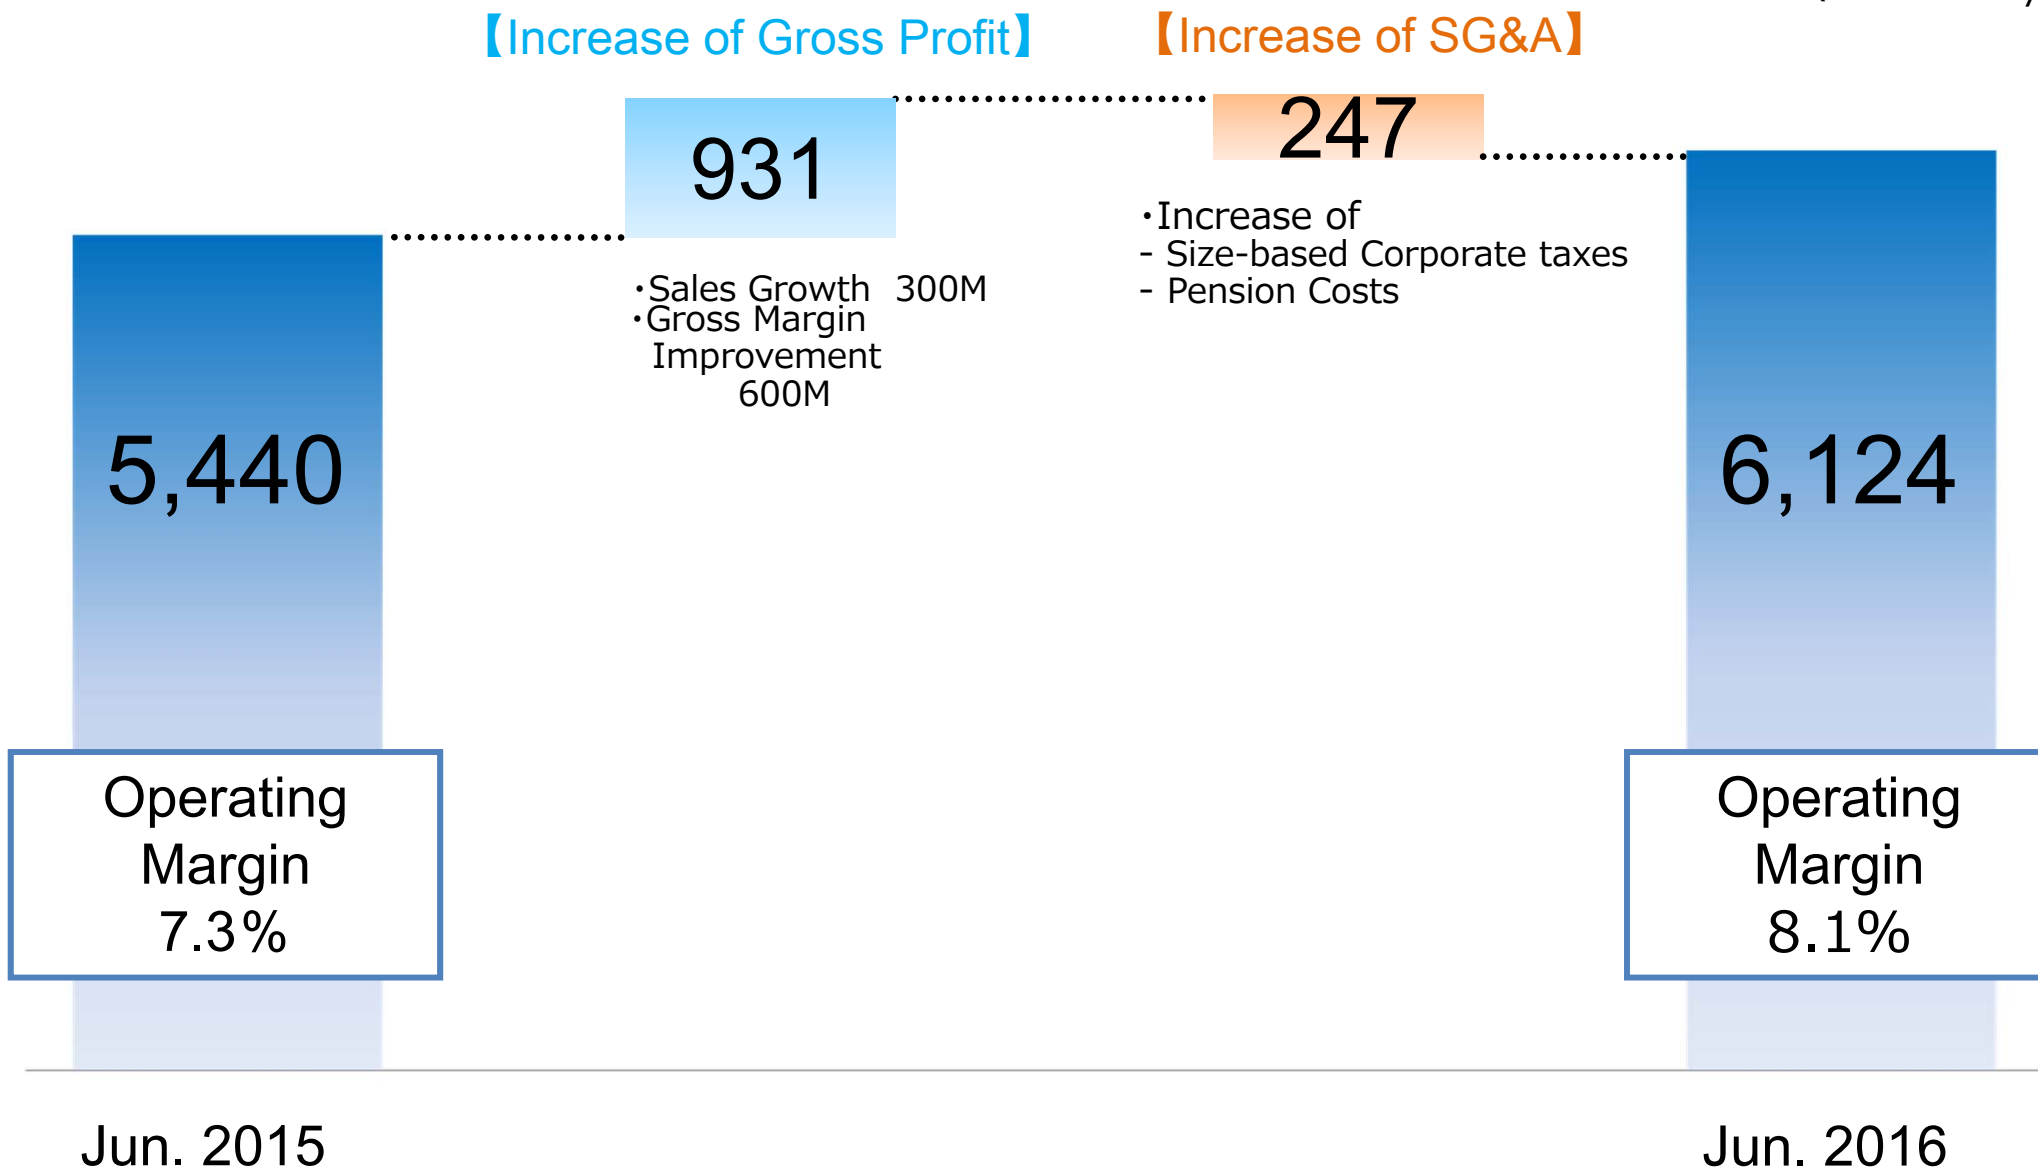 【Increase of Gross Profit】
【Increase of SG&A】
931
247
・Increase of
- Size-based Corporate taxes
- Pension Costs
・Sales Growth 300M
・Gross Margin
Improvement
600M
5,440
6,124
Operating
Margin
7.3%
Operating
Margin
8.1%
Jun. 2015
Jun. 2016